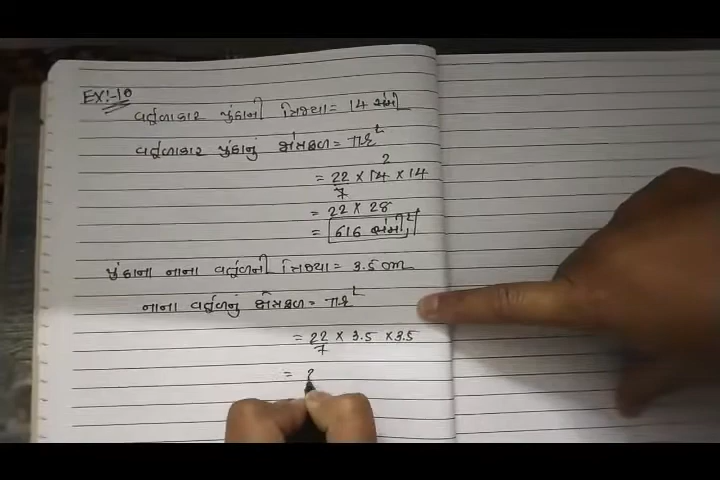 EX:-10
વર્તુળાકાર પુંઠાની ત્રિજ્યા = 14 સેમી
વર્તુળાકાર પુંઠાનું ક્ષેત્રફળ = πr²
= 22/7 × 14 2 × 14
= 22 × 28
= 616 સેમી²
પુંઠાના નાના વર્તુળની ત્રિજ્યા = 3.5 cm
નાના વર્તુળનું ક્ષેત્રફળ = πr²
= 22/7 × 3.5 × 3.5
=